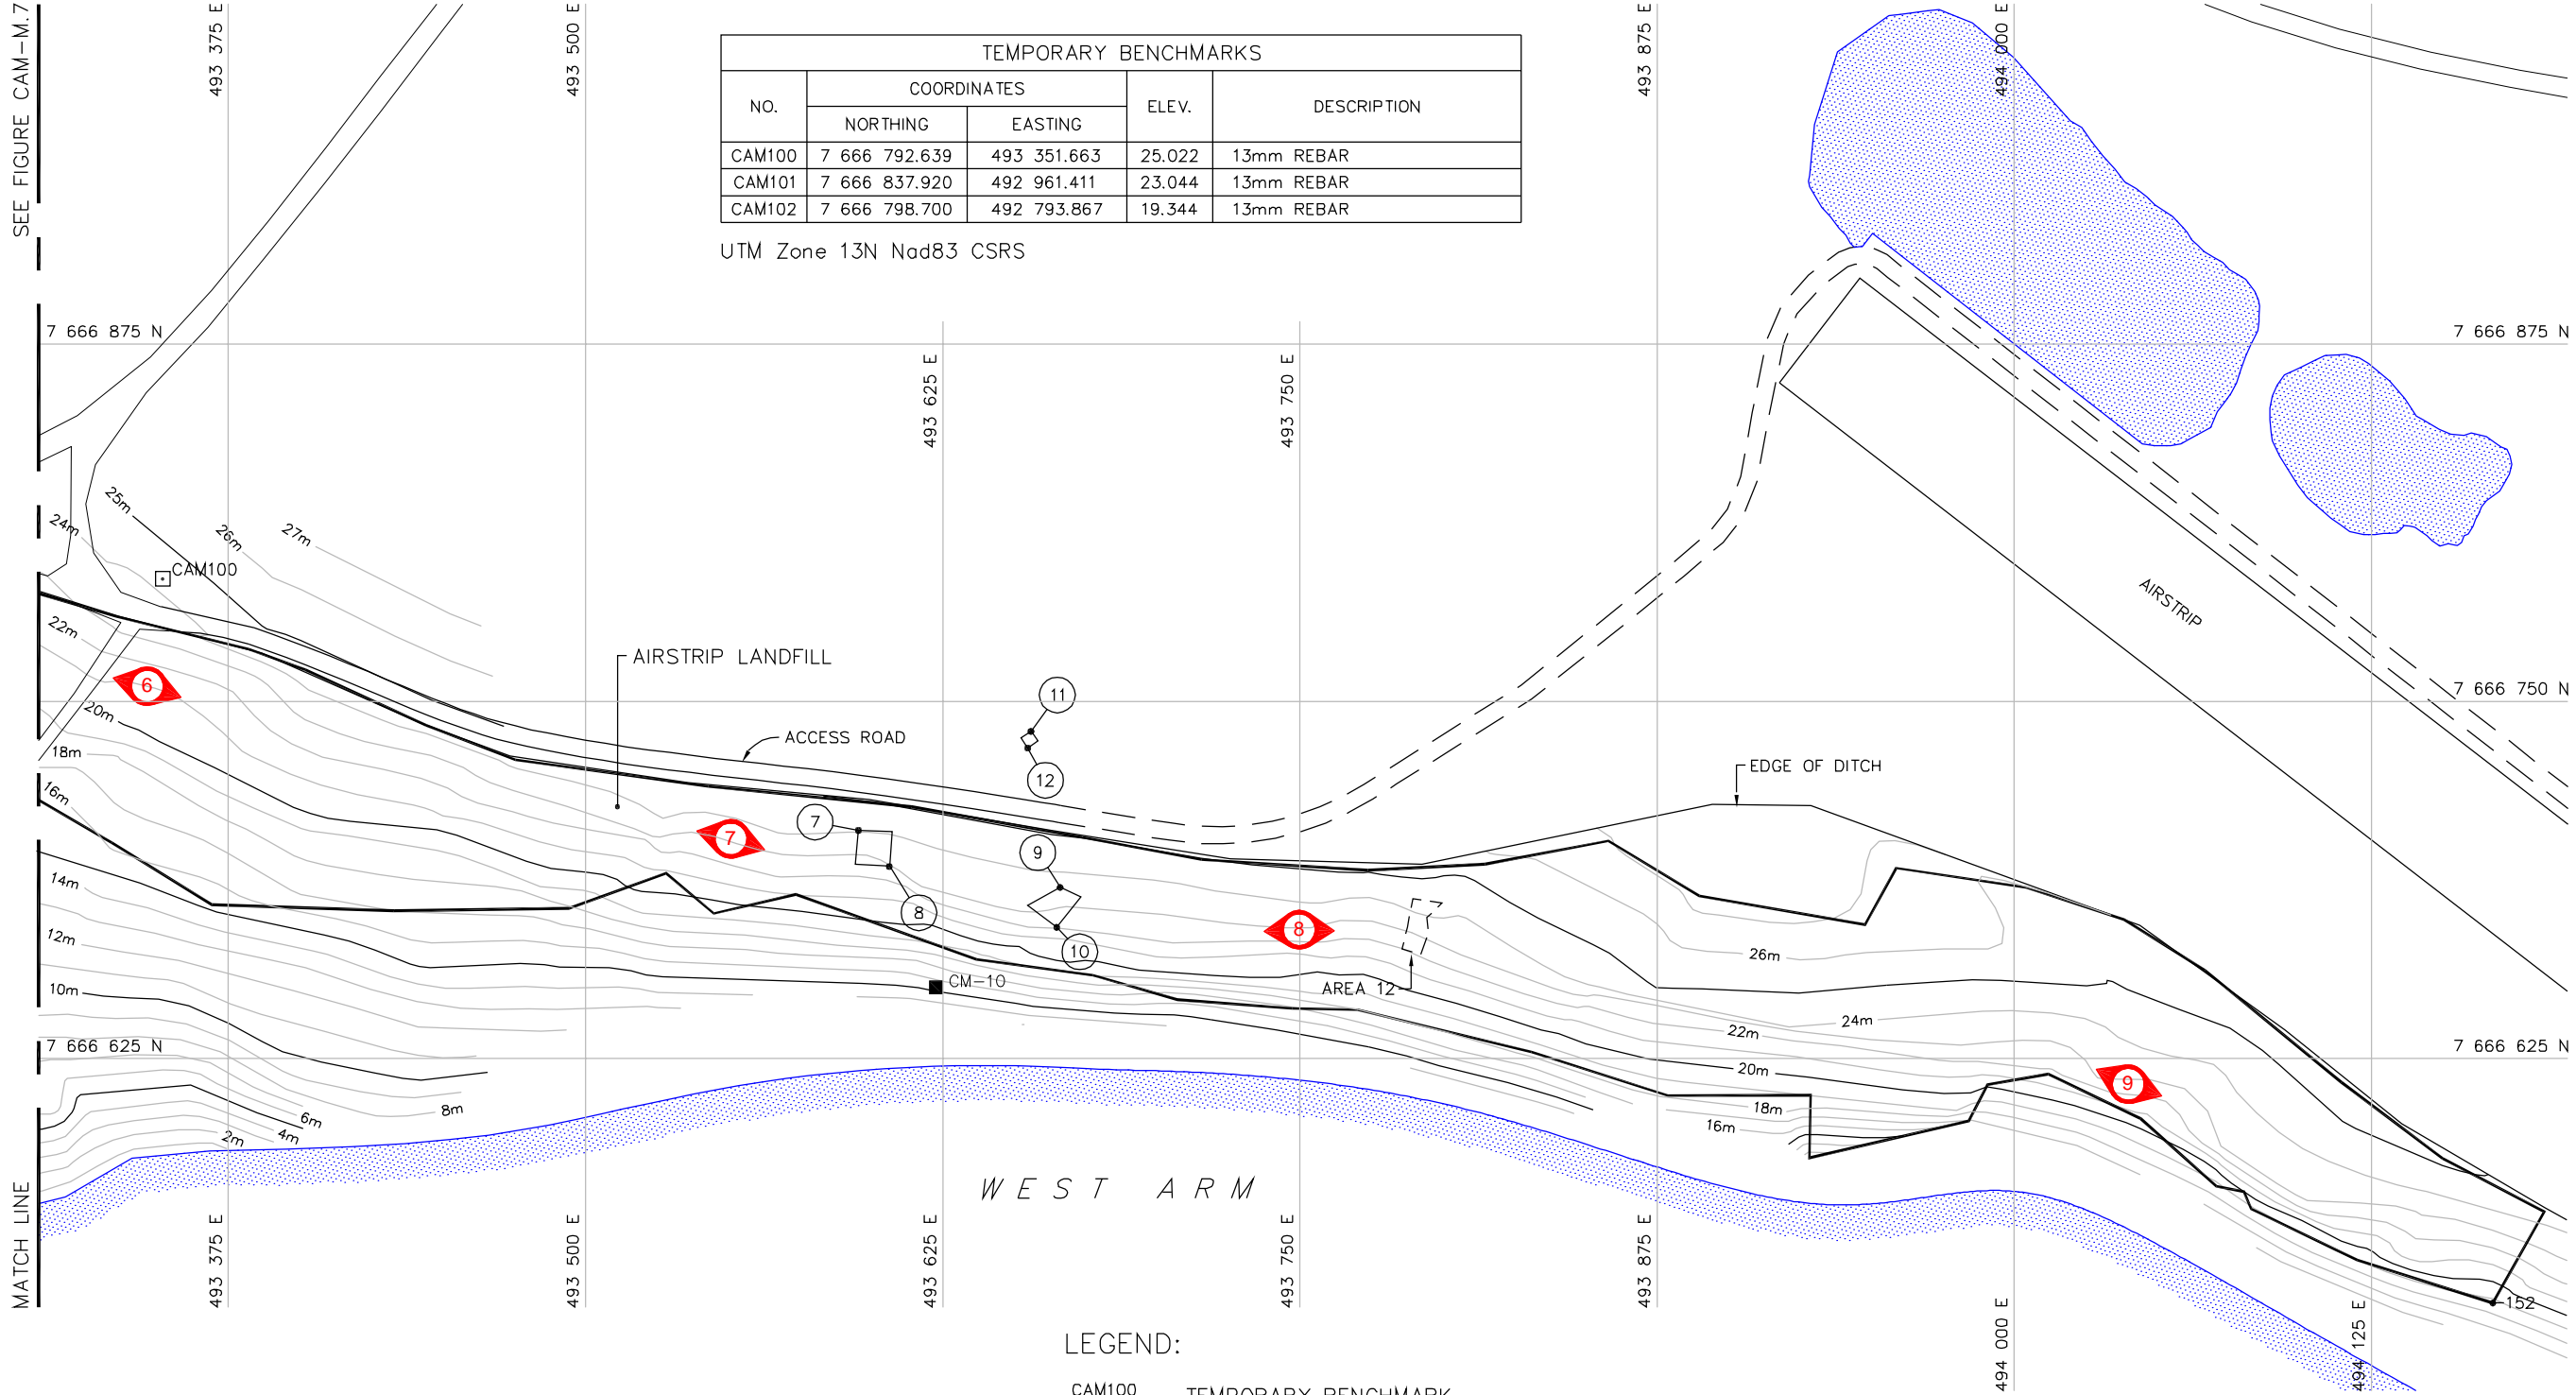 SEE FIGURE CAM-M.7
MATCH LINE
493 375 E
493 500 E
493 875 E
494 000 E
TEMPORARY BENCHMARKS
NO.
COORDINATES
NORTHING
EASTING
ELEV.
DESCRIPTION
CAM100 7 666 792.639 493 351.663 25.022 13mm REBAR
CAM101 7 666 837.920 492 961.411 23.044 13mm REBAR
CAM102 7 666 798.700 492 793.867 19.344 13mm REBAR
UTM Zone 13N Nad83 CSRS
7 666 875 N
7 666 875 N
493 625 E
493 750 E
25m
24m
26m
27m
CAM100
AIRSTRIP
22m
AIRSTRIP LANDFILL
6
7 666 750 N
11
20m
ACCESS ROAD
18m
12
EDGE OF DITCH
16m
7
7
9
14m
8
8
12m
10
26m
CM-10
10m
AREA 12
24m
22m
7 666 625 N
7 666 625 N
20m
9
8m
18m
6m
16m
4m
2m
WEST ARM
493 375 E
493 500 E
493 625 E
493 750 E
493 875 E
494 000 E
494 125 E
152
LEGEND:
CAM100
TEMPORARY BENCHMARK